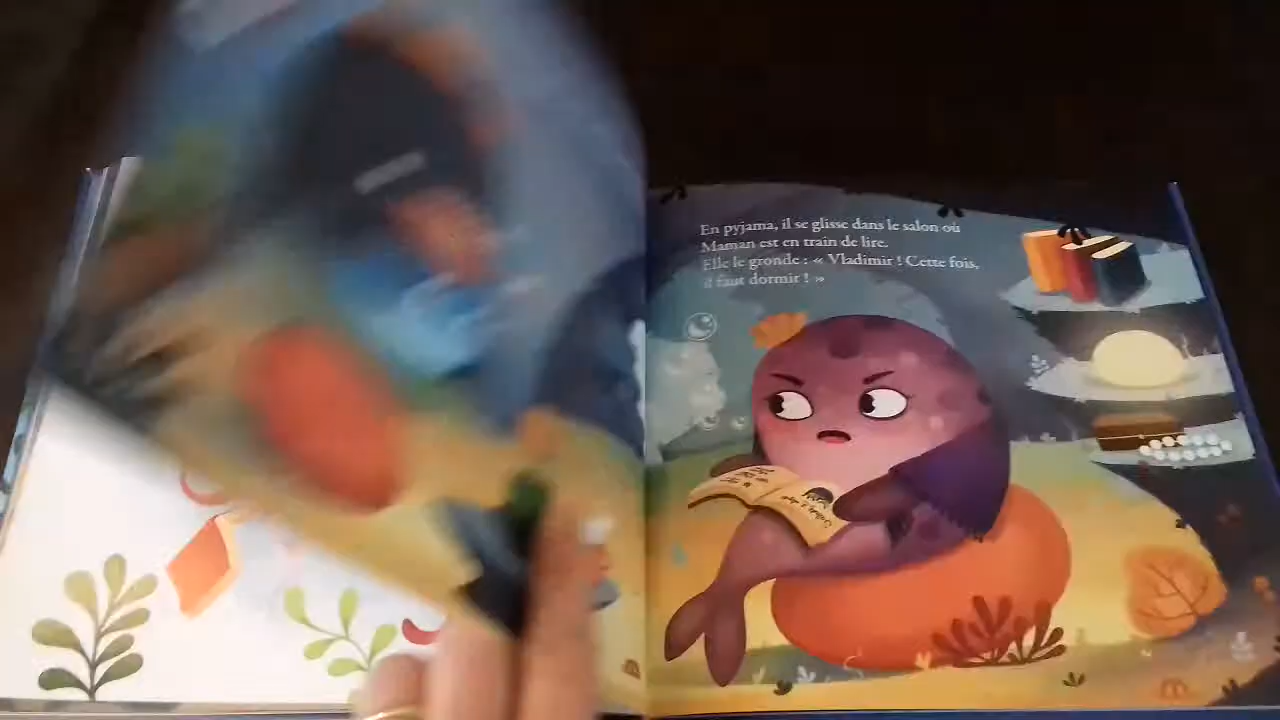 En pyjama, il se glisse dans le salon où
Maman est en train de lire.
Elle le gronde : « Vladimir ! Cette fois,
il faut dormir ! »